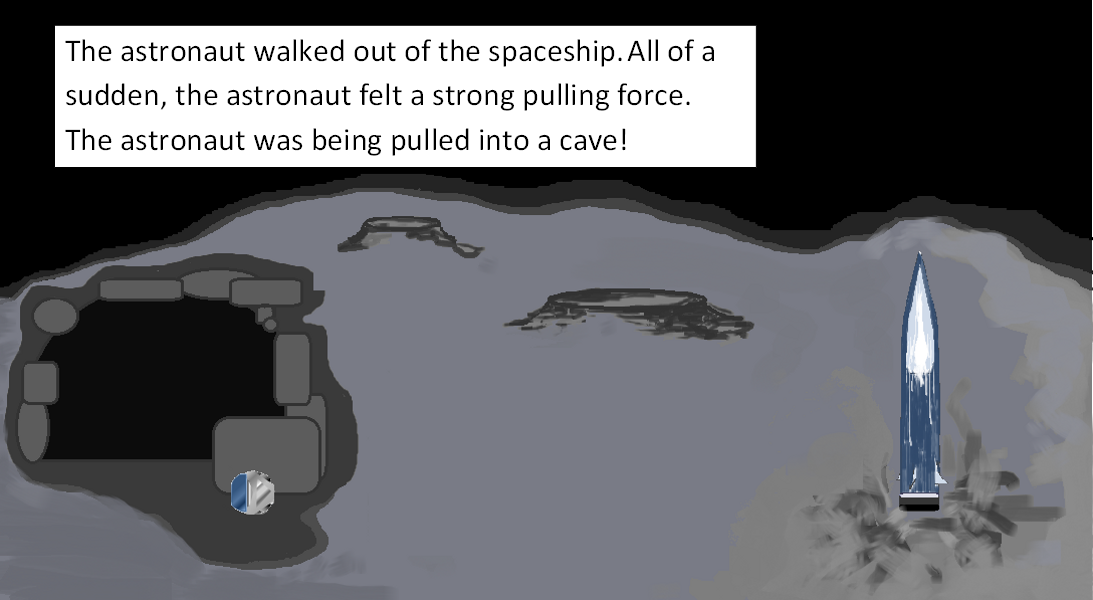 The astronaut walked out of the spaceship. All of a
sudden, the astronaut felt a strong pulling force.
The astronaut was being pulled into a cave!